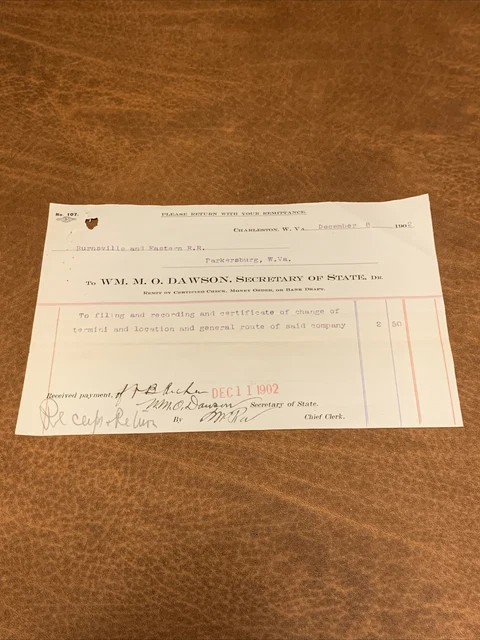 No. 107.
PLEASE RETURN WITH YOUR REMITTANCE.
CHARLESTON, W. VA. December 8 1902
Burnsville and Eastern R.R.
Parkersburg, W.Va.
TO WM. M. O. DAWSON, SECRETARY OF STATE, DR.
REMIT BY CERTIFIED CHECK, MONEY ORDER, OR BANK DRAFT.
To filing and recording and certificate of change of
termini and location and general route of said company 2 50
Received payment, of DEC 11 1902
Wm. M. O. Dawson Secretary of State.
Receipt & Return
By Chief Clerk.